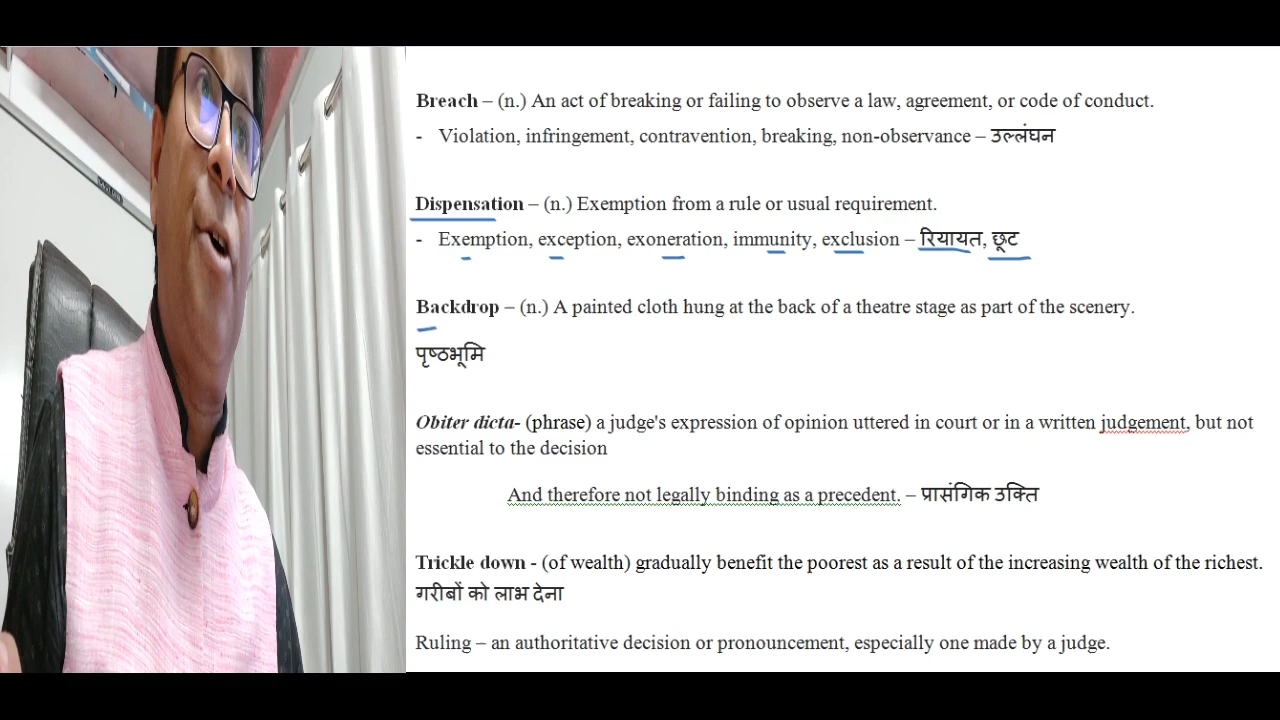 Breach – (n.) An act of breaking or failing to observe a law, agreement, or code of conduct.
- Violation, infringement, contravention, breaking, non-observance – उल्लंघन
Dispensation – (n.) Exemption from a rule or usual requirement.
- Exemption, exception, exoneration, immunity, exclusion – रियायत, छूट
Backdrop – (n.) A painted cloth hung at the back of a theatre stage as part of the scenery.
पृष्ठभूमि
Obiter dicta- (phrase) a judge's expression of opinion uttered in court or in a written judgement, but not
essential to the decision
And therefore not legally binding as a precedent. – प्रासंगिक उक्ति
Trickle down - (of wealth) gradually benefit the poorest as a result of the increasing wealth of the richest.
गरीबों को लाभ देना
Ruling – an authoritative decision or pronouncement, especially one made by a judge.